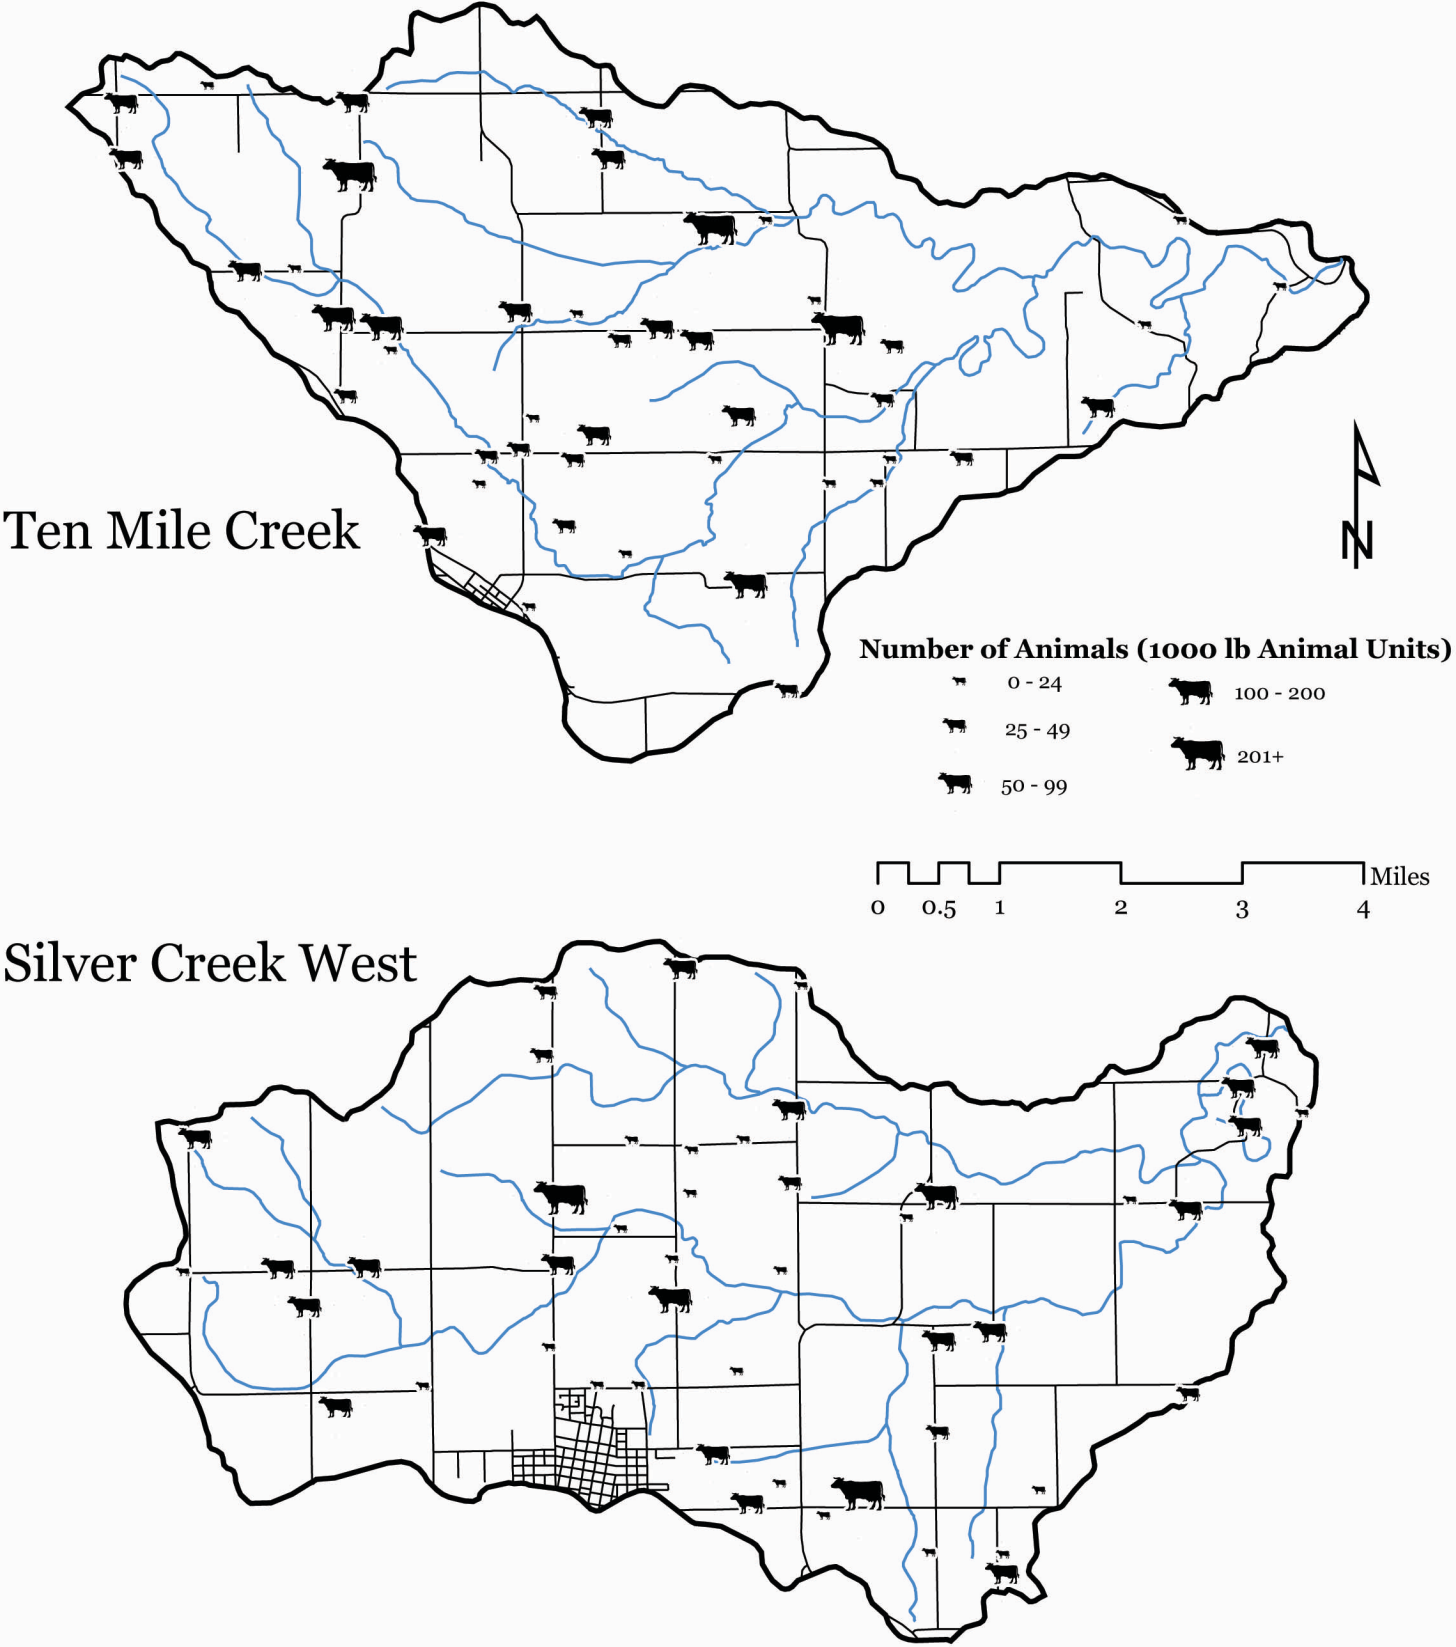 Ten Mile Creek
N
Number of Animals (1000 lb Animal Units)
0 - 24
100 - 200
25 - 49
201+
50 - 99
Miles
0 0.5 1 2 3 4
Silver Creek West